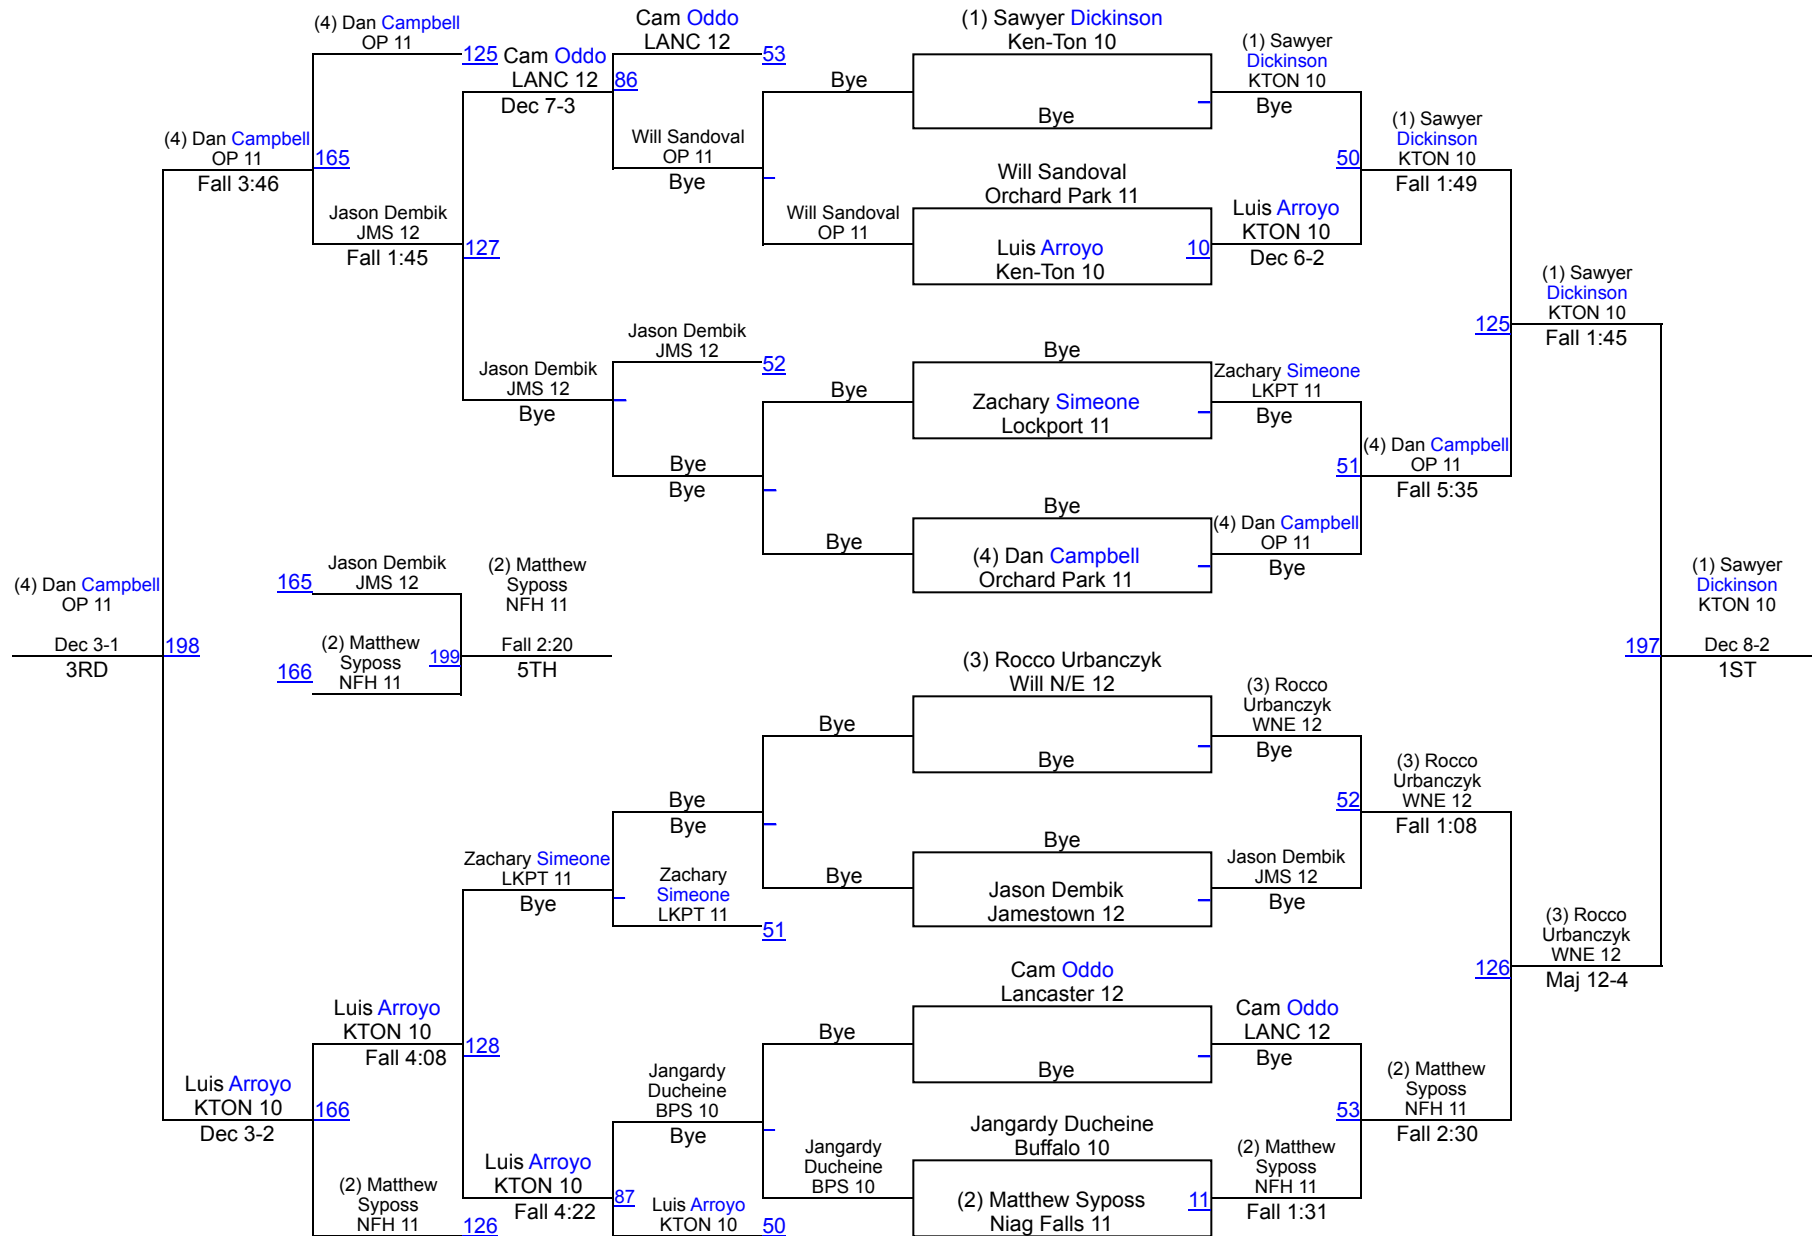 (4) Dan Campbell
OP 11
125
Cam Oddo
LANC 12
Dec 7-3
86
Cam Oddo
LANC 12
53
(1) Sawyer Dickinson
Ken-Ton 10
Bye
Bye
(1) Sawyer
Dickinson
KTON 10
Bye
(4) Dan Campbell
OP 11
Fall 3:46
165
Will Sandoval
OP 11
Bye
50
(1) Sawyer
Dickinson
KTON 10
Fall 1:49
Jason Dembik
JMS 12
Fall 1:45
127
Will Sandoval
OP 11
Will Sandoval
Orchard Park 11
Luis Arroyo
Ken-Ton 10
10
Luis Arroyo
KTON 10
Dec 6-2
(1) Sawyer
Dickinson
KTON 10
Fall 1:45
125
Jason Dembik
JMS 12
Bye
Jason Dembik
JMS 12
52
Bye
Bye
Zachary Simeone
Lockport 11
Zachary Simeone
LKPT 11
Bye
Bye
Bye
51
(4) Dan Campbell
OP 11
Fall 5:35
Bye
Bye
(4) Dan Campbell
Orchard Park 11
(4) Dan Campbell
OP 11
Bye
(4) Dan Campbell
OP 11
Dec 3-1
3RD
198
165
Jason Dembik
JMS 12
166
(2) Matthew
Syposs
NFH 11
199
(2) Matthew
Syposs
NFH 11
Fall 2:20
5TH
(1) Sawyer
Dickinson
KTON 10
197
Dec 8-2
1ST
(3) Rocco Urbanczyk
Will N/E 12
Bye
Bye
(3) Rocco
Urbanczyk
WNE 12
Bye
Bye
Bye
52
(3) Rocco
Urbanczyk
WNE 12
Fall 1:08
Zachary Simeone
LKPT 11
Bye
Zachary
Simeone
LKPT 11
51
Bye
Bye
Jason Dembik
Jamestown 12
Jason Dembik
JMS 12
Bye
(3) Rocco
Urbanczyk
WNE 12
Maj 12-4
126
Luis Arroyo
KTON 10
Fall 4:08
128
Bye
Cam Oddo
Lancaster 12
Bye
Cam Oddo
LANC 12
Bye
Luis Arroyo
KTON 10
Dec 3-2
166
Jangardy
Ducheine
BPS 10
Bye
53
(2) Matthew
Syposs
NFH 11
Fall 2:30
(2) Matthew
Syposs
NFH 11
126
Luis Arroyo
KTON 10
Fall 4:22
87
Luis Arroyo
KTON 10
50
Jangardy
Ducheine
BPS 10
Jangardy Ducheine
Buffalo 10
(2) Matthew Syposs
Niag Falls 11
11
(2) Matthew
Syposs
NFH 11
Fall 1:31